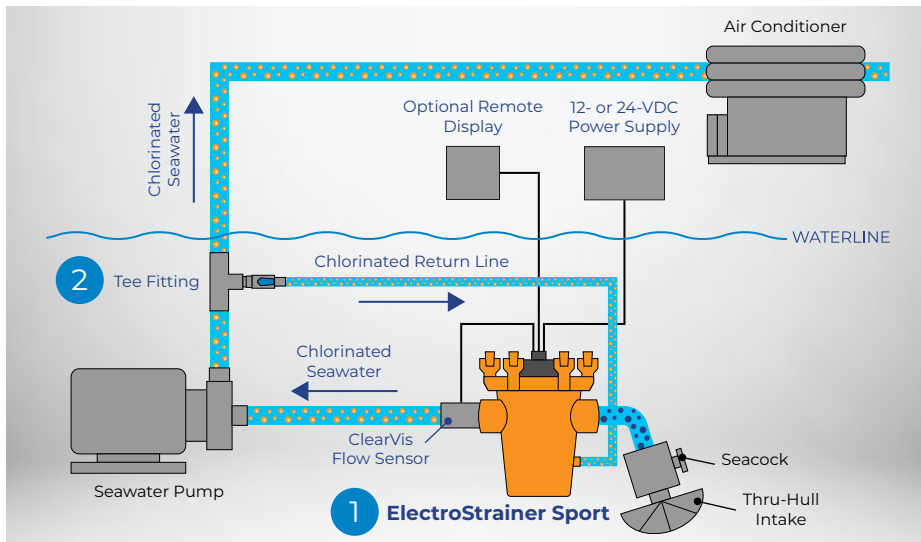 Air Conditioner
Optional Remote
Display
12- or 24-VDC
Power Supply
Chlorinated
Seawater
WATERLINE
2
Tee Fitting
Chlorinated Return Line
Chlorinated
Seawater
ClearVis
Flow Sensor
Seawater Pump
1
ElectroStrainer Sport
Seacock
Thru-Hull
Intake